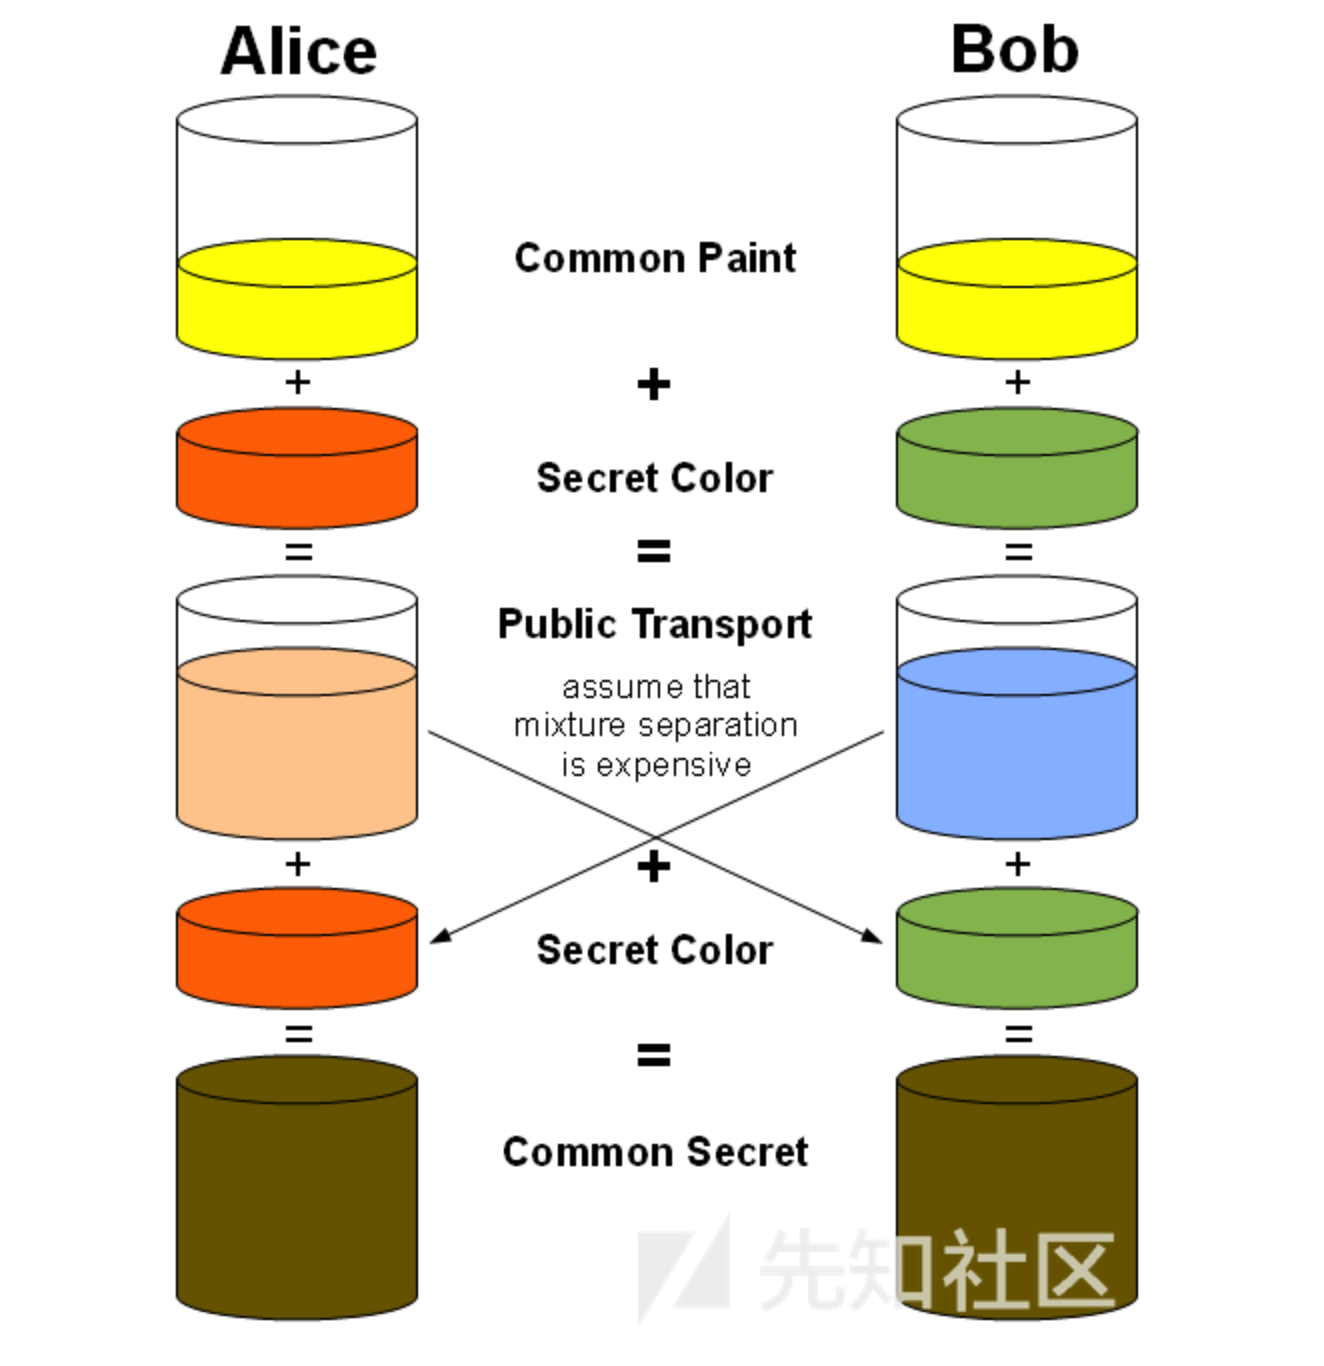 Alice
Bob
Common Paint
+
+
+
Secret Color
=
=
=
Public Transport
assume that
mixture separation
is expensive
+
+
+
Secret Color
=
=
=
Common Secret
先知社区